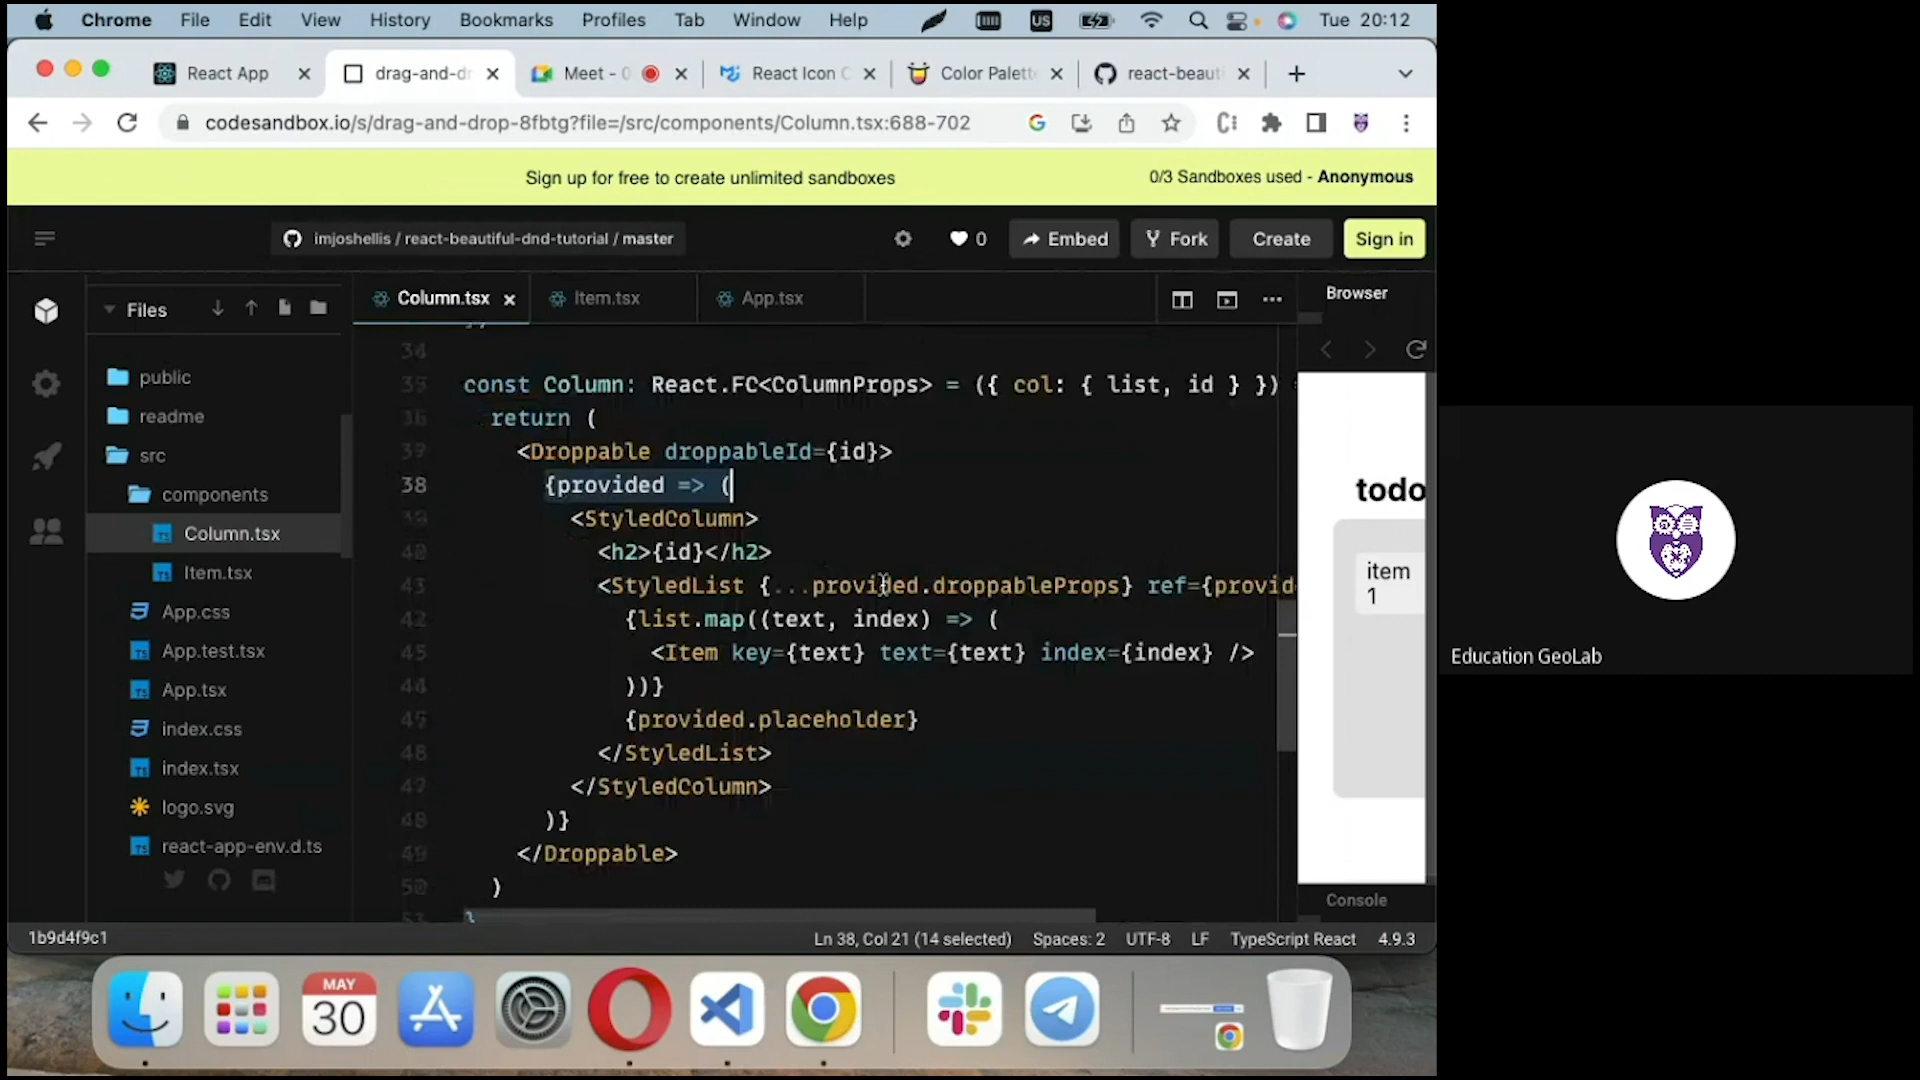 Chrome File Edit View History Bookmarks Profiles Tab Window Help US Tue 20:12
React App drag-and-dr Meet - React Icon C Color Palett react-beaut
codesandbox.io/s/drag-and-drop-8fbtg?file=/src/components/Column.tsx:688-702
Sign up for free to create unlimited sandboxes
0/3 Sandboxes used - Anonymous
imjoshellis / react-beautiful-dnd-tutorial / master
0 Embed Fork Create Sign in
Files
Column.tsx Item.tsx App.tsx
Browser
public
readme
src
components
Column.tsx
Item.tsx
App.css
App.test.tsx
App.tsx
index.css
index.tsx
logo.svg
react-app-env.d.ts
const Column: React.FC<ColumnProps> = ({ col: { list, id } })
return (
<Droppable droppableId={id}>
38 {provided => (
<StyledColumn>
<h2>{id}</h2>
<StyledList {...provided.droppableProps} ref={provid
{list.map((text, index) => (
<Item key={text} text={text} index={index} />
))}
{provided.placeholder}
</StyledList>
</StyledColumn>
)}
</Droppable>
)
}
todo
item
1
Console
1b9d4f9c1
Ln 38, Col 21 (14 selected) Spaces: 2 UTF-8 LF TypeScript React 4.9.3
MAY
30
Education GeoLab